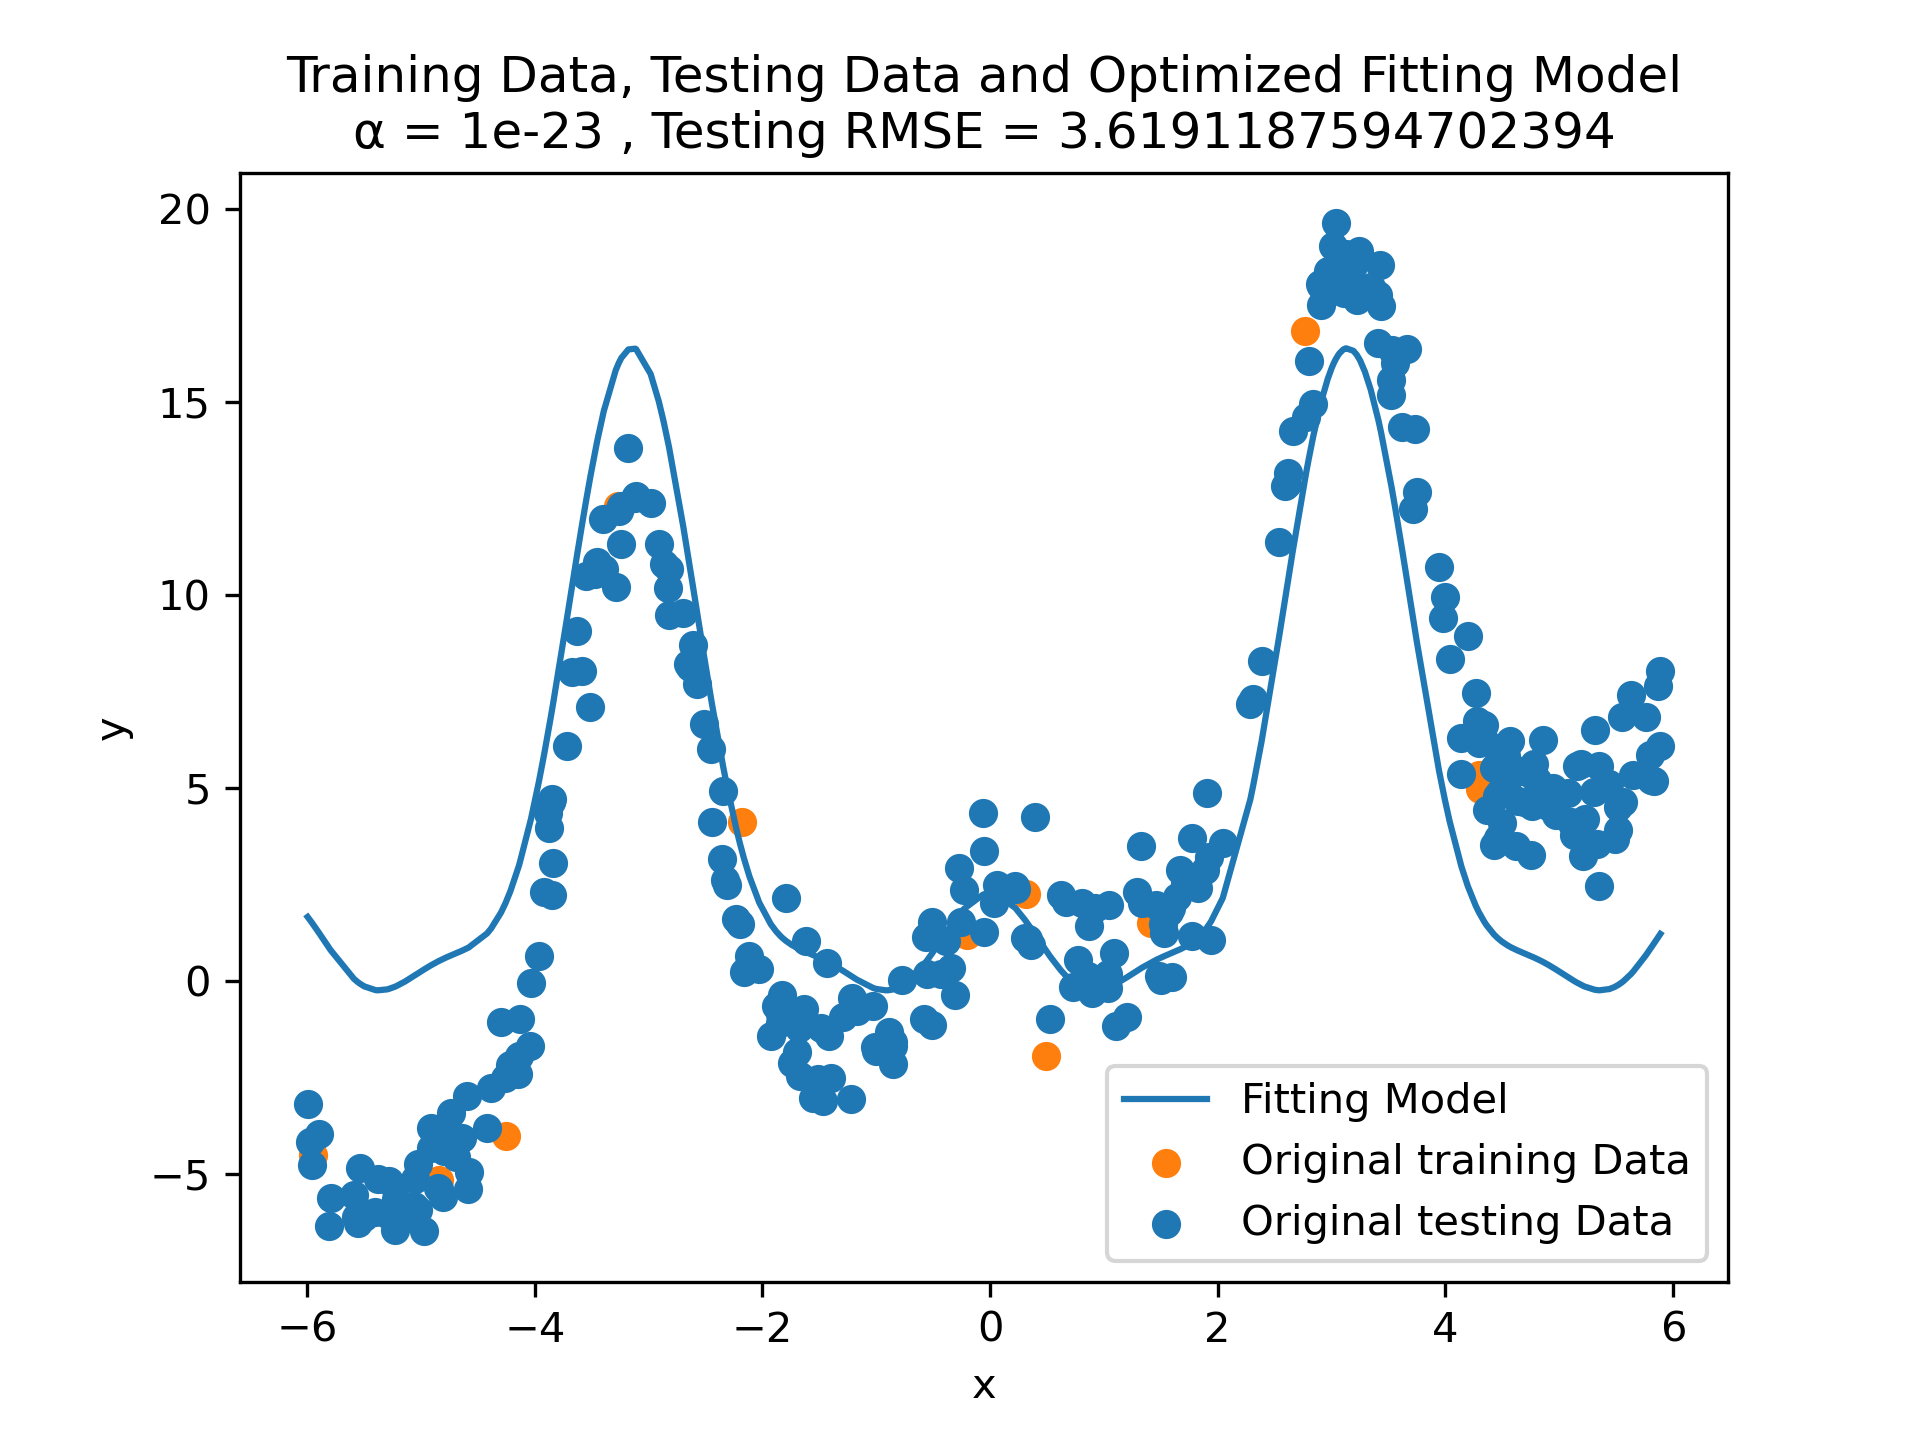 Training Data, Testing Data and Optimized Fitting Model
α = 1e-23 , Testing RMSE = 3.6191187594702394
20
15
10
5
0
−5
y
−6 −4 −2 0 2 4 6
x
Fitting Model
Original training Data
Original testing Data